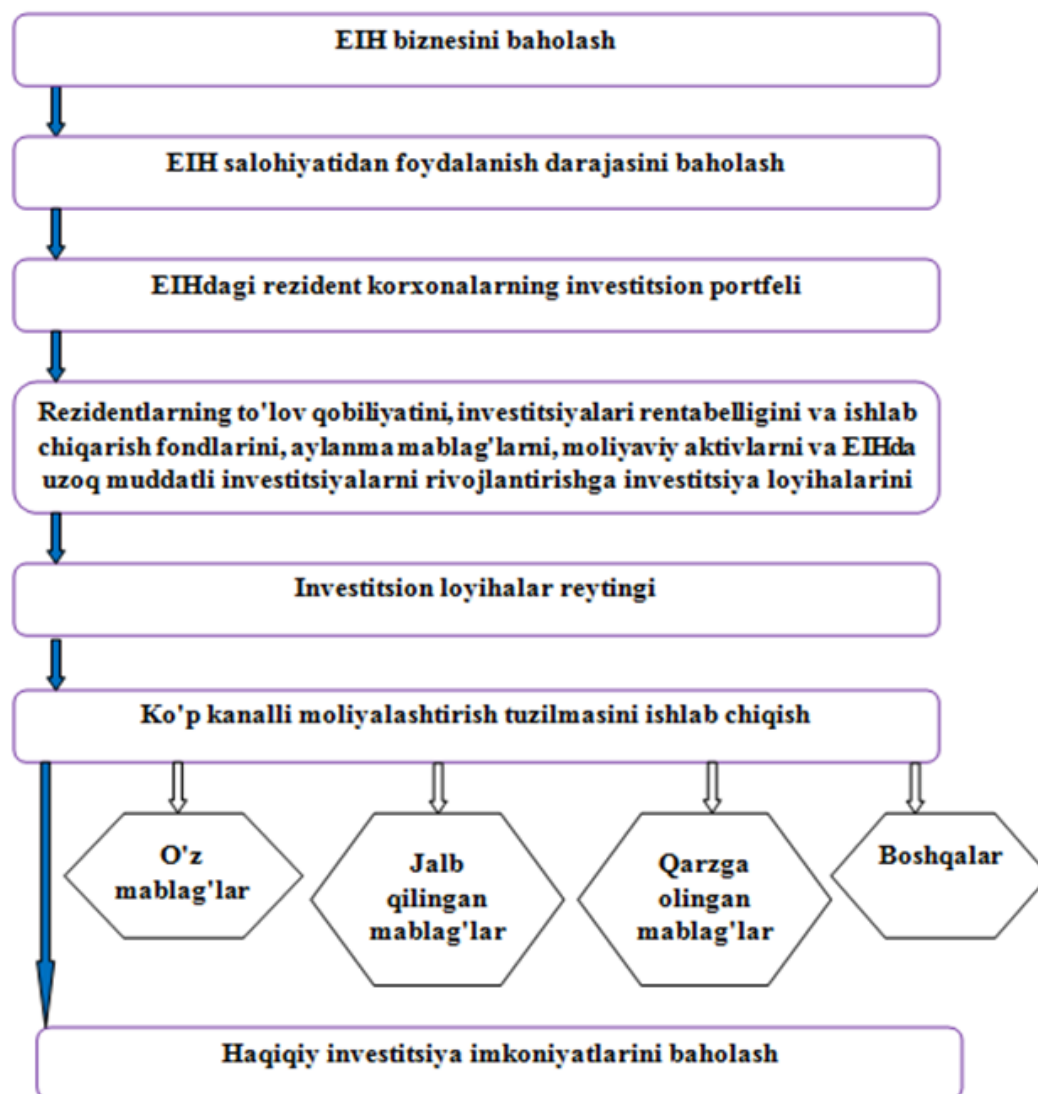 EIH biznesini baholash
EIH salohiyatidan foydalanish darajasini baholash
EIHdagi rezident korxonalarning investitsion portfeli
Rezidentlarning to'lov qobiliyatini, investitsiyalari rentabelligini va ishlab
chiqarish fondlarini, aylanma mablag'larni, moliyaviy aktivlarni va EIHda
uzoq muddatli investitsiyalarni rivojlantirishga investitsiya loyihalarini
Investitsion loyihalar reytingi
Ko'p kanalli moliyalashtirish tuzilmasini ishlab chiqish
O'z
mablag'lar
Jalb
qilingan
mablag'lar
Qarzga
olingan
mablag'lar
Boshqalar
Haqiqiy investitsiya imkoniyatlarini baholash